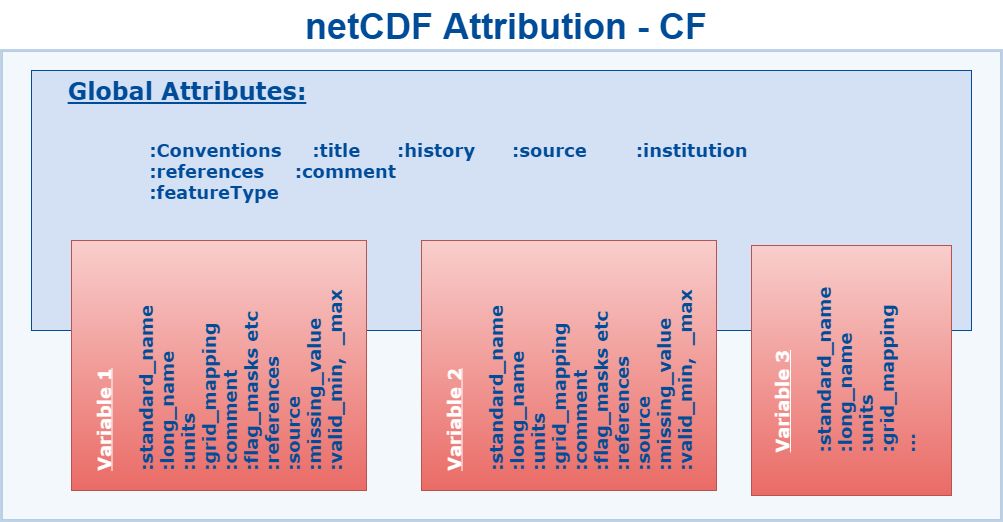 netCDF Attribution - CF
Global Attributes:
:Conventions :title :history :source :institution
:references :comment
:featureType
Variable 1
:standard_name
:long_name
:units
:grid_mapping
:comment
:flag_masks etc
:references
:source
:missing_value
:valid_min, _max
Variable 2
:standard_name
:long_name
:units
:grid_mapping
:comment
:flag_masks etc
:references
:source
:missing_value
:valid_min, _max
Variable 3
:standard_name
:long_name
:units
:grid_mapping
...